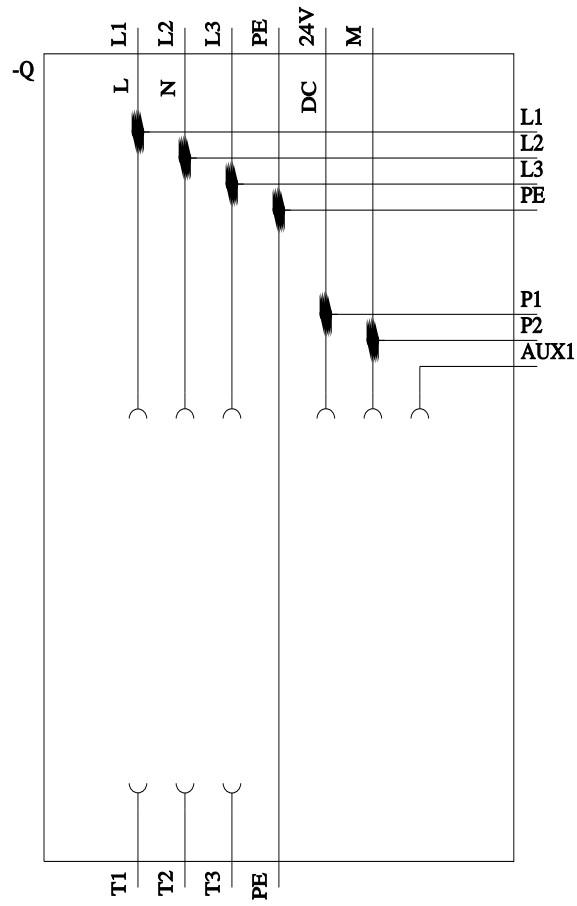 L1 L2 L3 PE 24V M
-Q
L N DC
L1
L2
L3
PE
P1
P2
AUX1
T1 T2 T3 PE